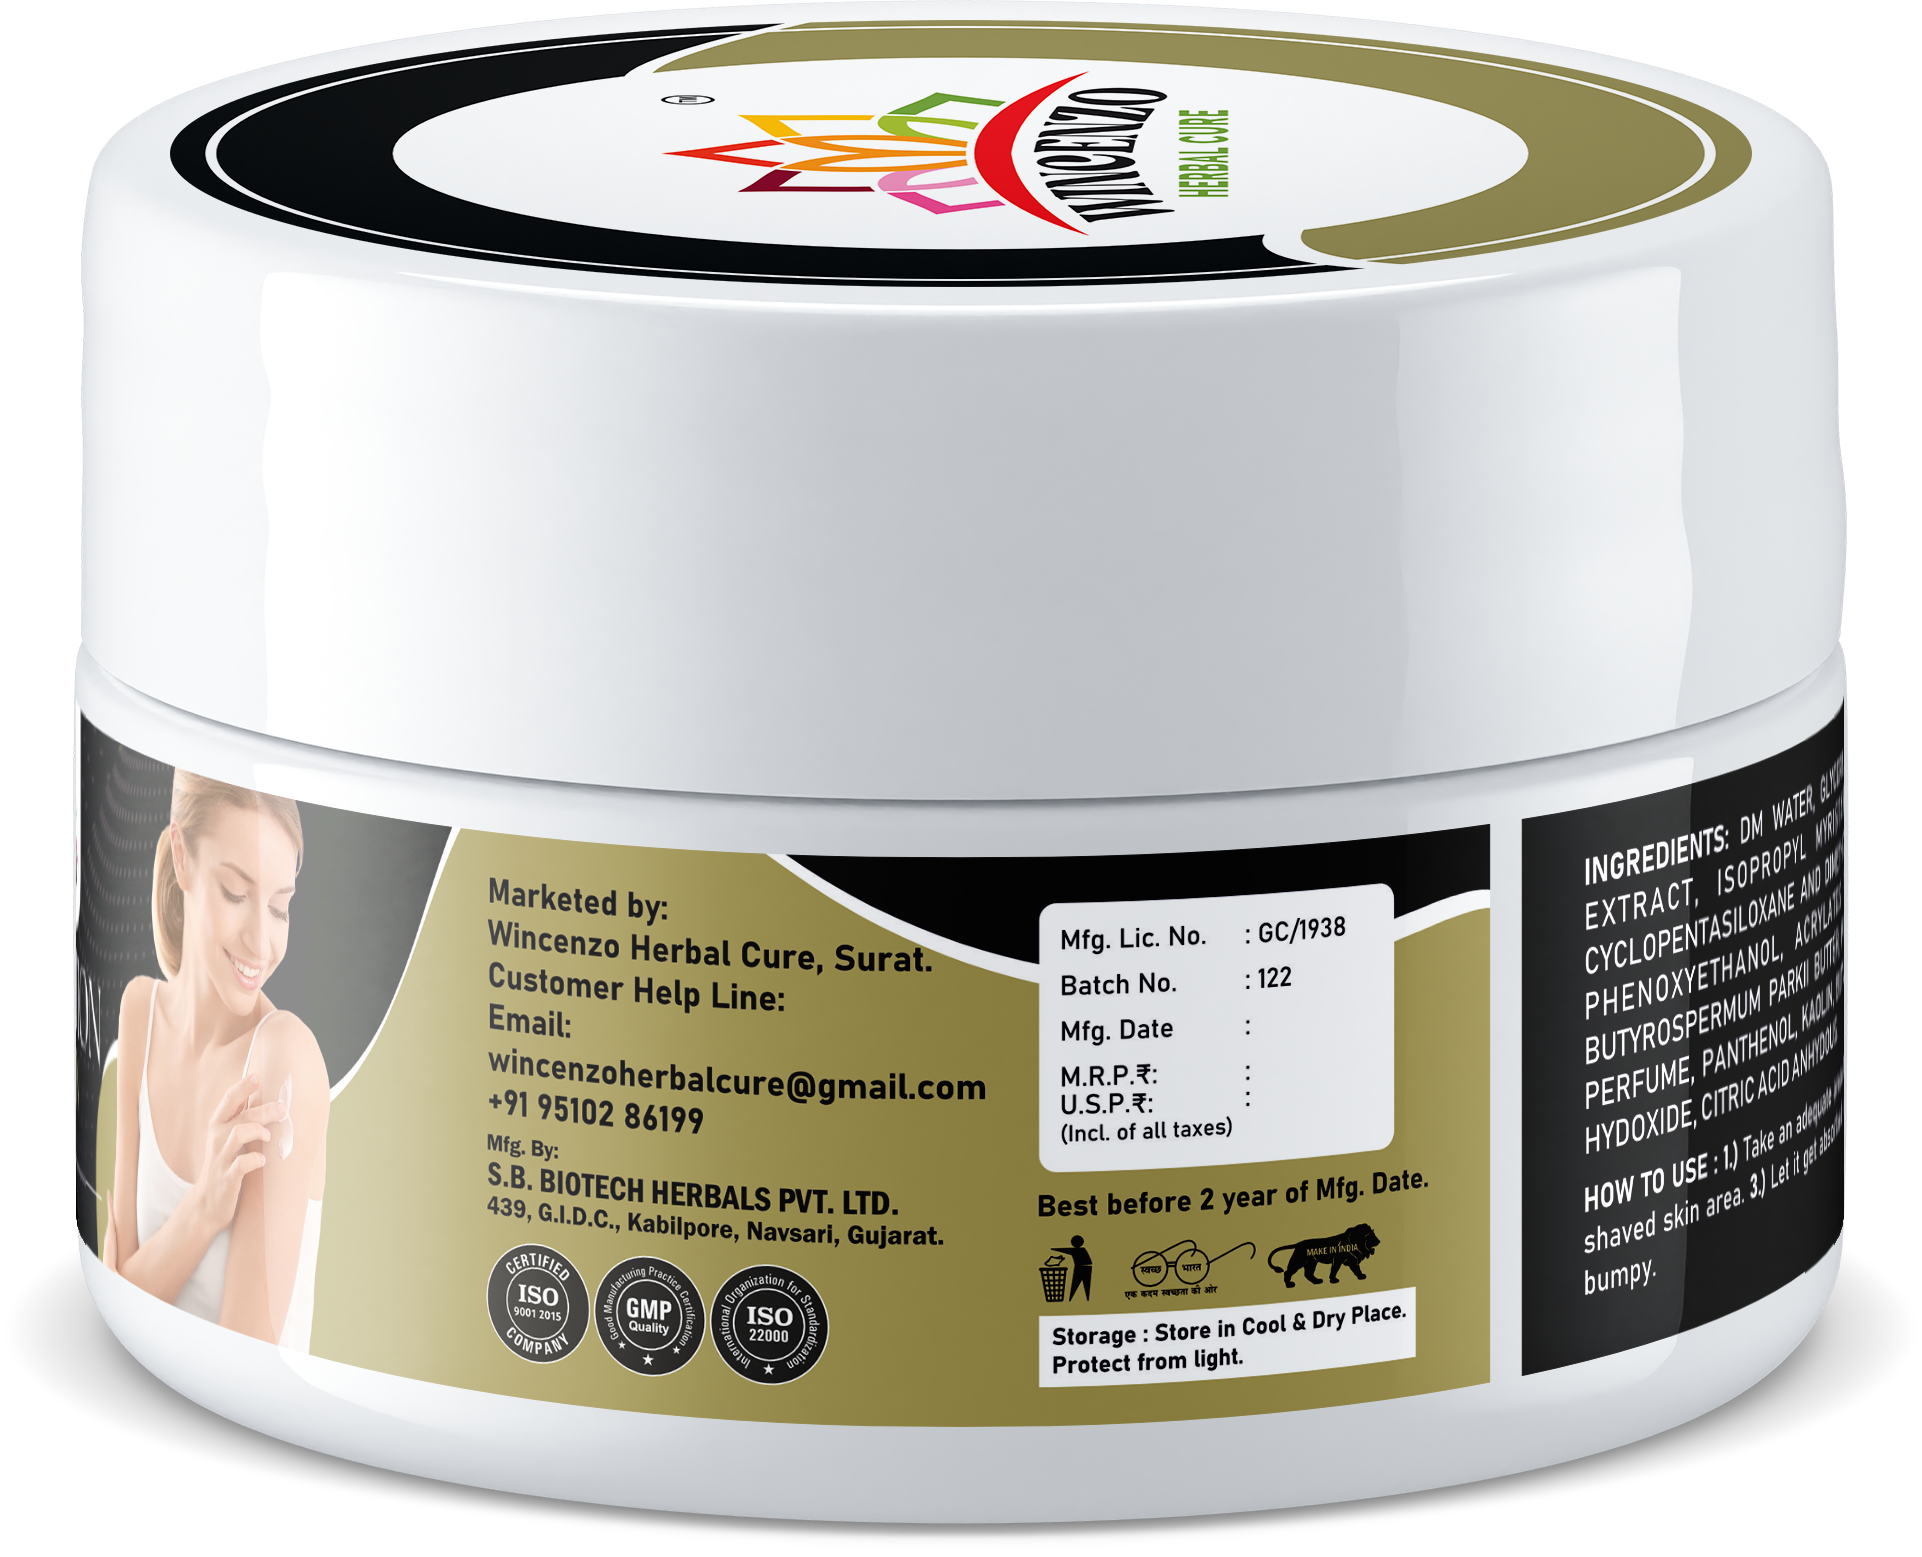 TM
WINCENZO
HERBAL CURE
Marketed by:
Wincenzo Herbal Cure, Surat.
Customer Help Line:
Email:
wincenzoherbalcure@gmail.com
+91 95102 86199
Mfg. By:
S.B. BIOTECH HERBALS PVT. LTD.
439, G.I.D.C., Kabilpore, Navsari, Gujarat.
CERTIFIED
ISO
9001 2015
COMPANY
Good Manufacturing Practice Certification
GMP
Quality
International Organization for Standardization
ISO
22000
Mfg. Lic. No. : GC/1938
Batch No. : 122
Mfg. Date :
M.R.P.₹: :
U.S.P.₹: :
(Incl. of all taxes)
Best before 2 year of Mfg. Date.
स्वच्छ भारत
एक कदम स्वच्छता की ओर
MAKE IN INDIA
Storage : Store in Cool & Dry Place.
Protect from light.
INGREDIENTS: DM WATER,
EXTRACT, ISOPROPYL
CYCLOPENTASILOXANE AND
PHENOXYETHANOL,
BUTYROSPERMUM PARKII
PERFUME, PANTHENOL, KAOLIN,
HYDOXIDE, CITRIC ACID ANHYDOUS
HOW TO USE : 1.) Take an adequate
shaved skin area. 3.) Let it get
bumpy.